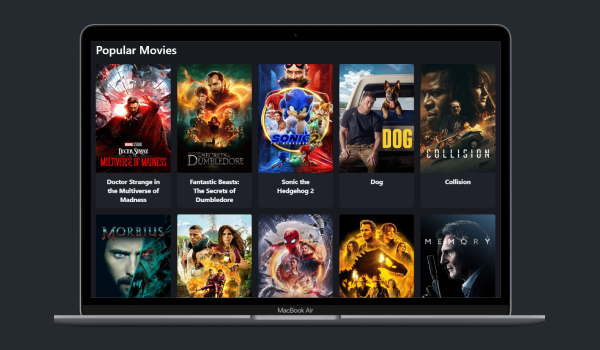 Popular Movies
MARVEL STUDIOS
DOCTOR STRANGE
IN THE
MULTIVERSE OF MADNESS
FANTASTIC BEASTS
THE SECRETS OF
DUMBLEDORE
SONIC 2
THE HEDGEHOG
DOG
COLLISION
Doctor Strange in
the Multiverse of
Madness
Fantastic Beasts:
The Secrets of
Dumbledore
Sonic the
Hedgehog 2
Dog
Collision
MORBIUS
MEMORY
MacBook Air